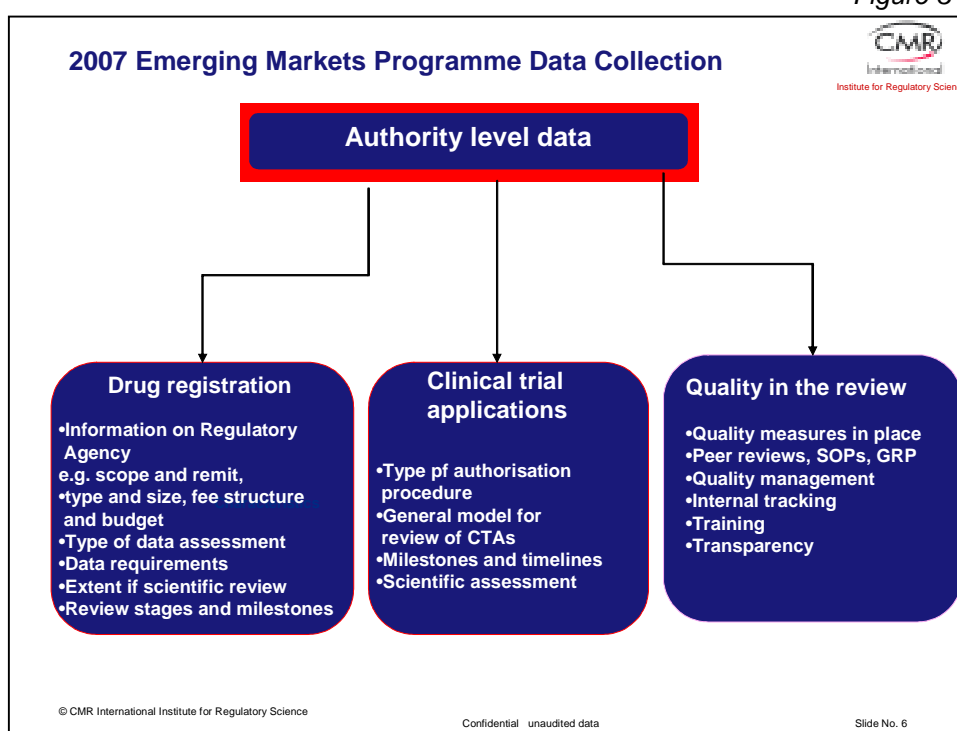 2007 Emerging Markets Programme Data Collection
CMR
International
Institute for Regulatory Scien
Authority level data
Drug registration
•Information on Regulatory
Agency
e.g. scope and remit,
•type and size, fee structure
and budget
•Type of data assessment
•Data requirements
•Extent if scientific review
•Review stages and milestones
Clinical trial
applications
•Type pf authorisation
procedure
•General model for
review of CTAs
•Milestones and timelines
•Scientific assessment
Quality in the review
•Quality measures in place
•Peer reviews, SOPs, GRP
•Quality management
•Internal tracking
•Training
•Transparency
© CMR International Institute for Regulatory Science
Confidential unaudited data
Slide No. 6